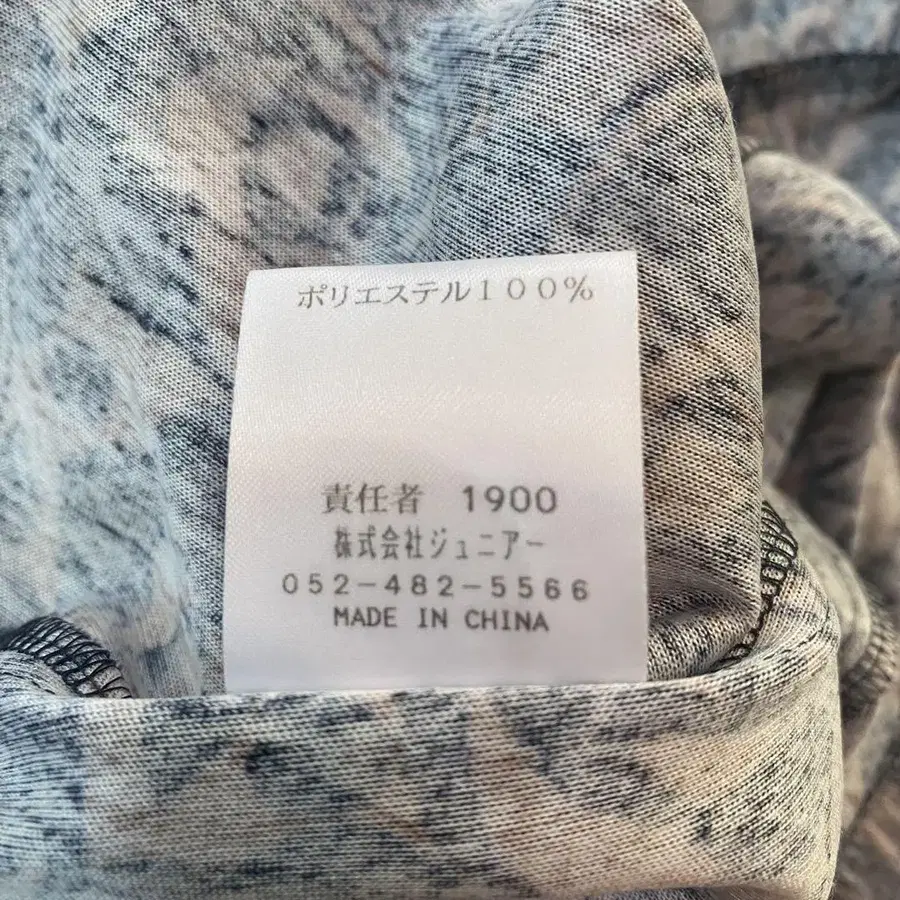 ポリエステル１００％
責任者 1900
株式会社ジュニアー
052-482-5566
MADE IN CHINA